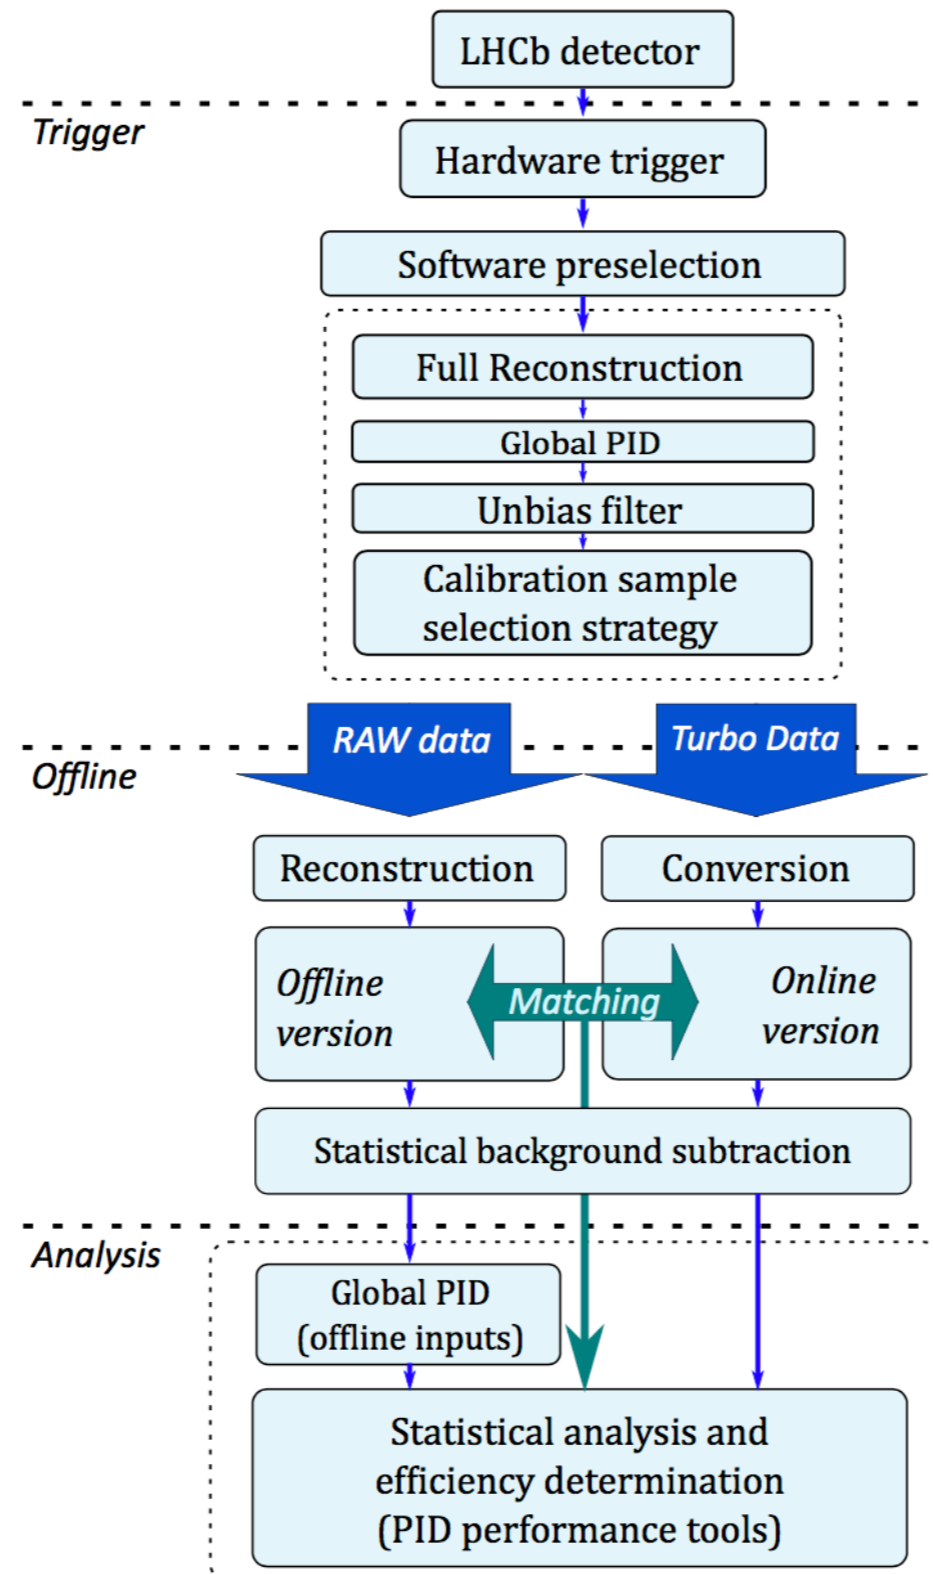 LHCb detector
Trigger
Hardware trigger
Software preselection
Full Reconstruction
Global PID
Unbias filter
Calibration sample
selection strategy
RAW data
Turbo Data
Offline
Reconstruction
Conversion
Offline
version
Matching
Online
version
Statistical background subtraction
Analysis
Global PID
(offline inputs)
Statistical analysis and
efficiency determination
(PID performance tools)